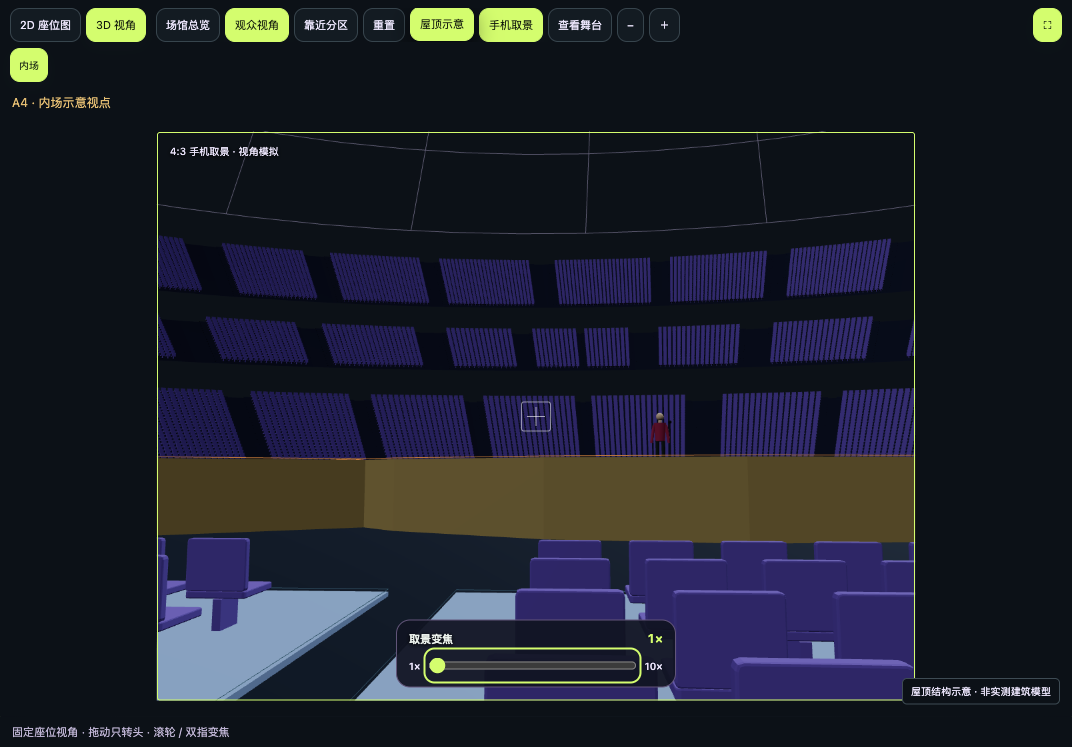 2D 座位图 3D 视角 场馆总览 观众视角 靠近分区 重置 屋顶示意 手机取景 查看舞台 − +
内场
A4 · 内场示意视点
4:3 手机取景 · 视角模拟
取景变焦 1×
1× 10×
屋顶结构示意 · 非实测建筑模型
固定座位视角 · 拖动只转头 · 滚轮 / 双指变焦